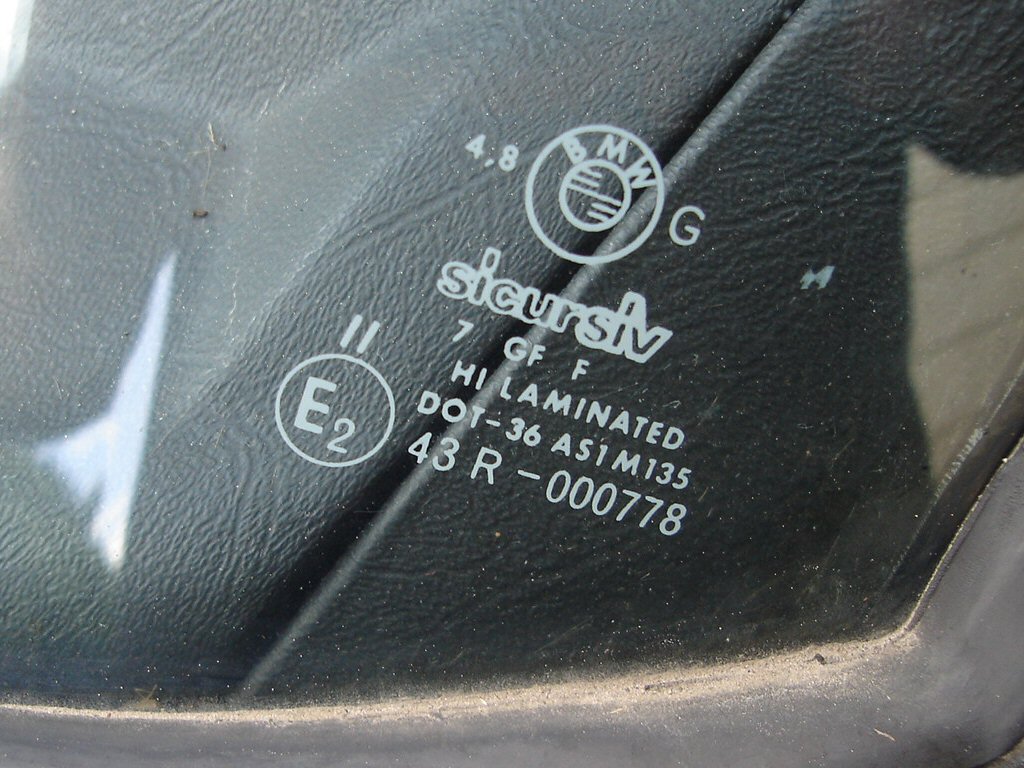 4,8 BMW G
sicursiv
7 GF F
HI LAMINATED
II E2 DOT-36 AS1 M135
43 R-000778